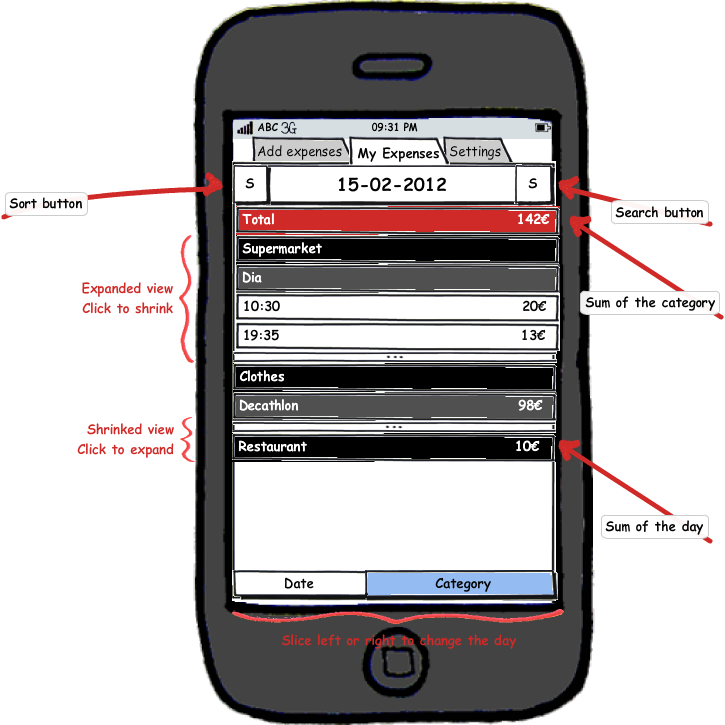 ABC 3G 09:31 PM
Add expenses My Expenses Settings
S 15-02-2012 S
Sort button
Search button
Total 142€
Supermarket
Dia
Expanded view
Click to shrink
10:30 20€
Sum of the category
19:35 13€
...
Clothes
Decathlon 98€
Shrinked view
Click to expand
...
Restaurant 10€
Sum of the day
Date Category
Slice left or right to change the day